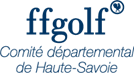 ffgolf
Comité départemental
de Haute-Savoie